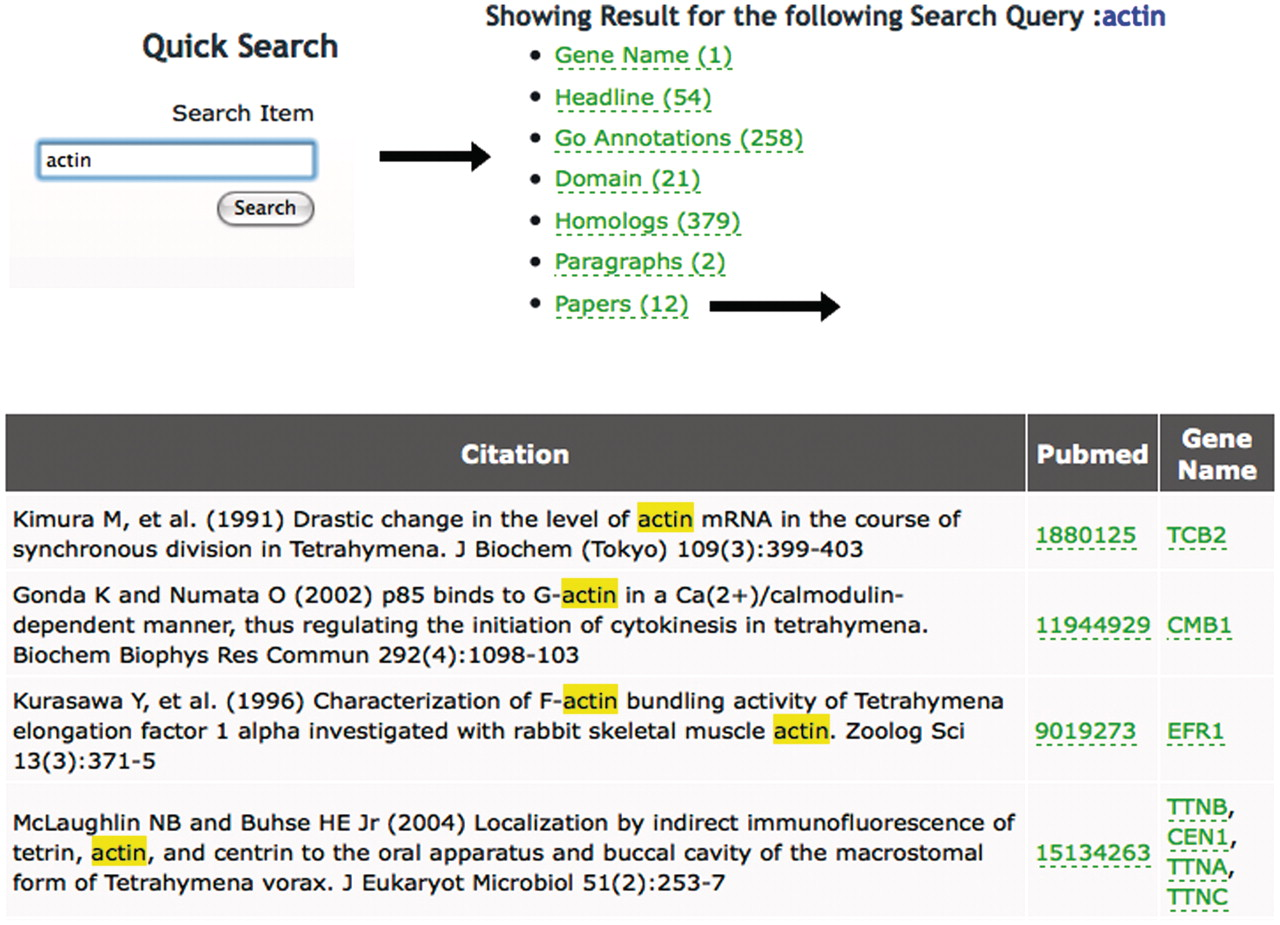 Quick Search
Search Item
actin
Search
Showing Result for the following Search Query :actin
Gene Name (1)
Headline (54)
Go Annotations (258)
Domain (21)
Homologs (379)
Paragraphs (2)
Papers (12)
Citation
Pubmed
Gene
Name
Kimura M, et al. (1991) Drastic change in the level of actin mRNA in the course of
synchronous division in Tetrahymena. J Biochem (Tokyo) 109(3):399-403
1880125
TCB2
Gonda K and Numata O (2002) p85 binds to G-actin in a Ca(2+)/calmodulin-
dependent manner, thus regulating the initiation of cytokinesis in tetrahymena.
Biochem Biophys Res Commun 292(4):1098-103
11944929
CMB1
Kurasawa Y, et al. (1996) Characterization of F-actin bundling activity of Tetrahymena
elongation factor 1 alpha investigated with rabbit skeletal muscle actin. Zoolog Sci
13(3):371-5
9019273
EFR1
McLaughlin NB and Buhse HE Jr (2004) Localization by indirect immunofluorescence of
tetrin, actin, and centrin to the oral apparatus and buccal cavity of the macrostomal
form of Tetrahymena vorax. J Eukaryot Microbiol 51(2):253-7
15134263
TTNB,
CEN1,
TTNA,
TTNC